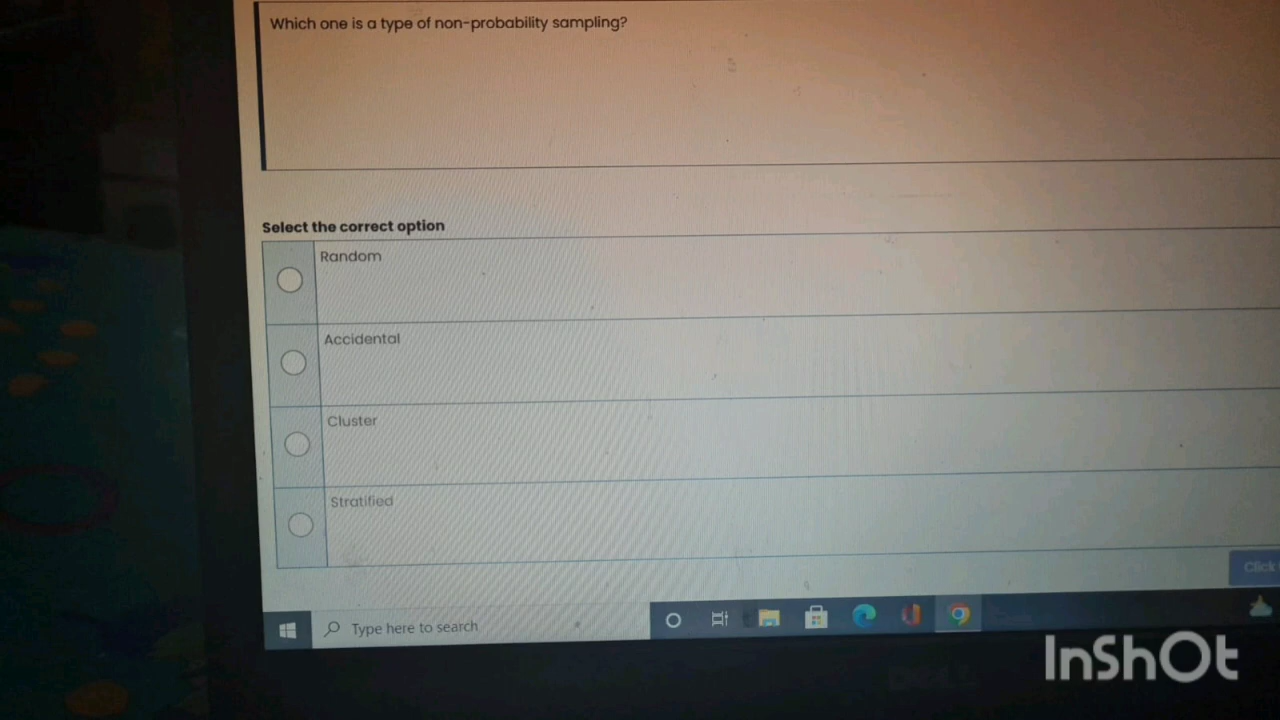 Which one is a type of non-probability sampling?
Select the correct option
Random
Accidental
Cluster
Stratified
Click
Type here to search
InShOt